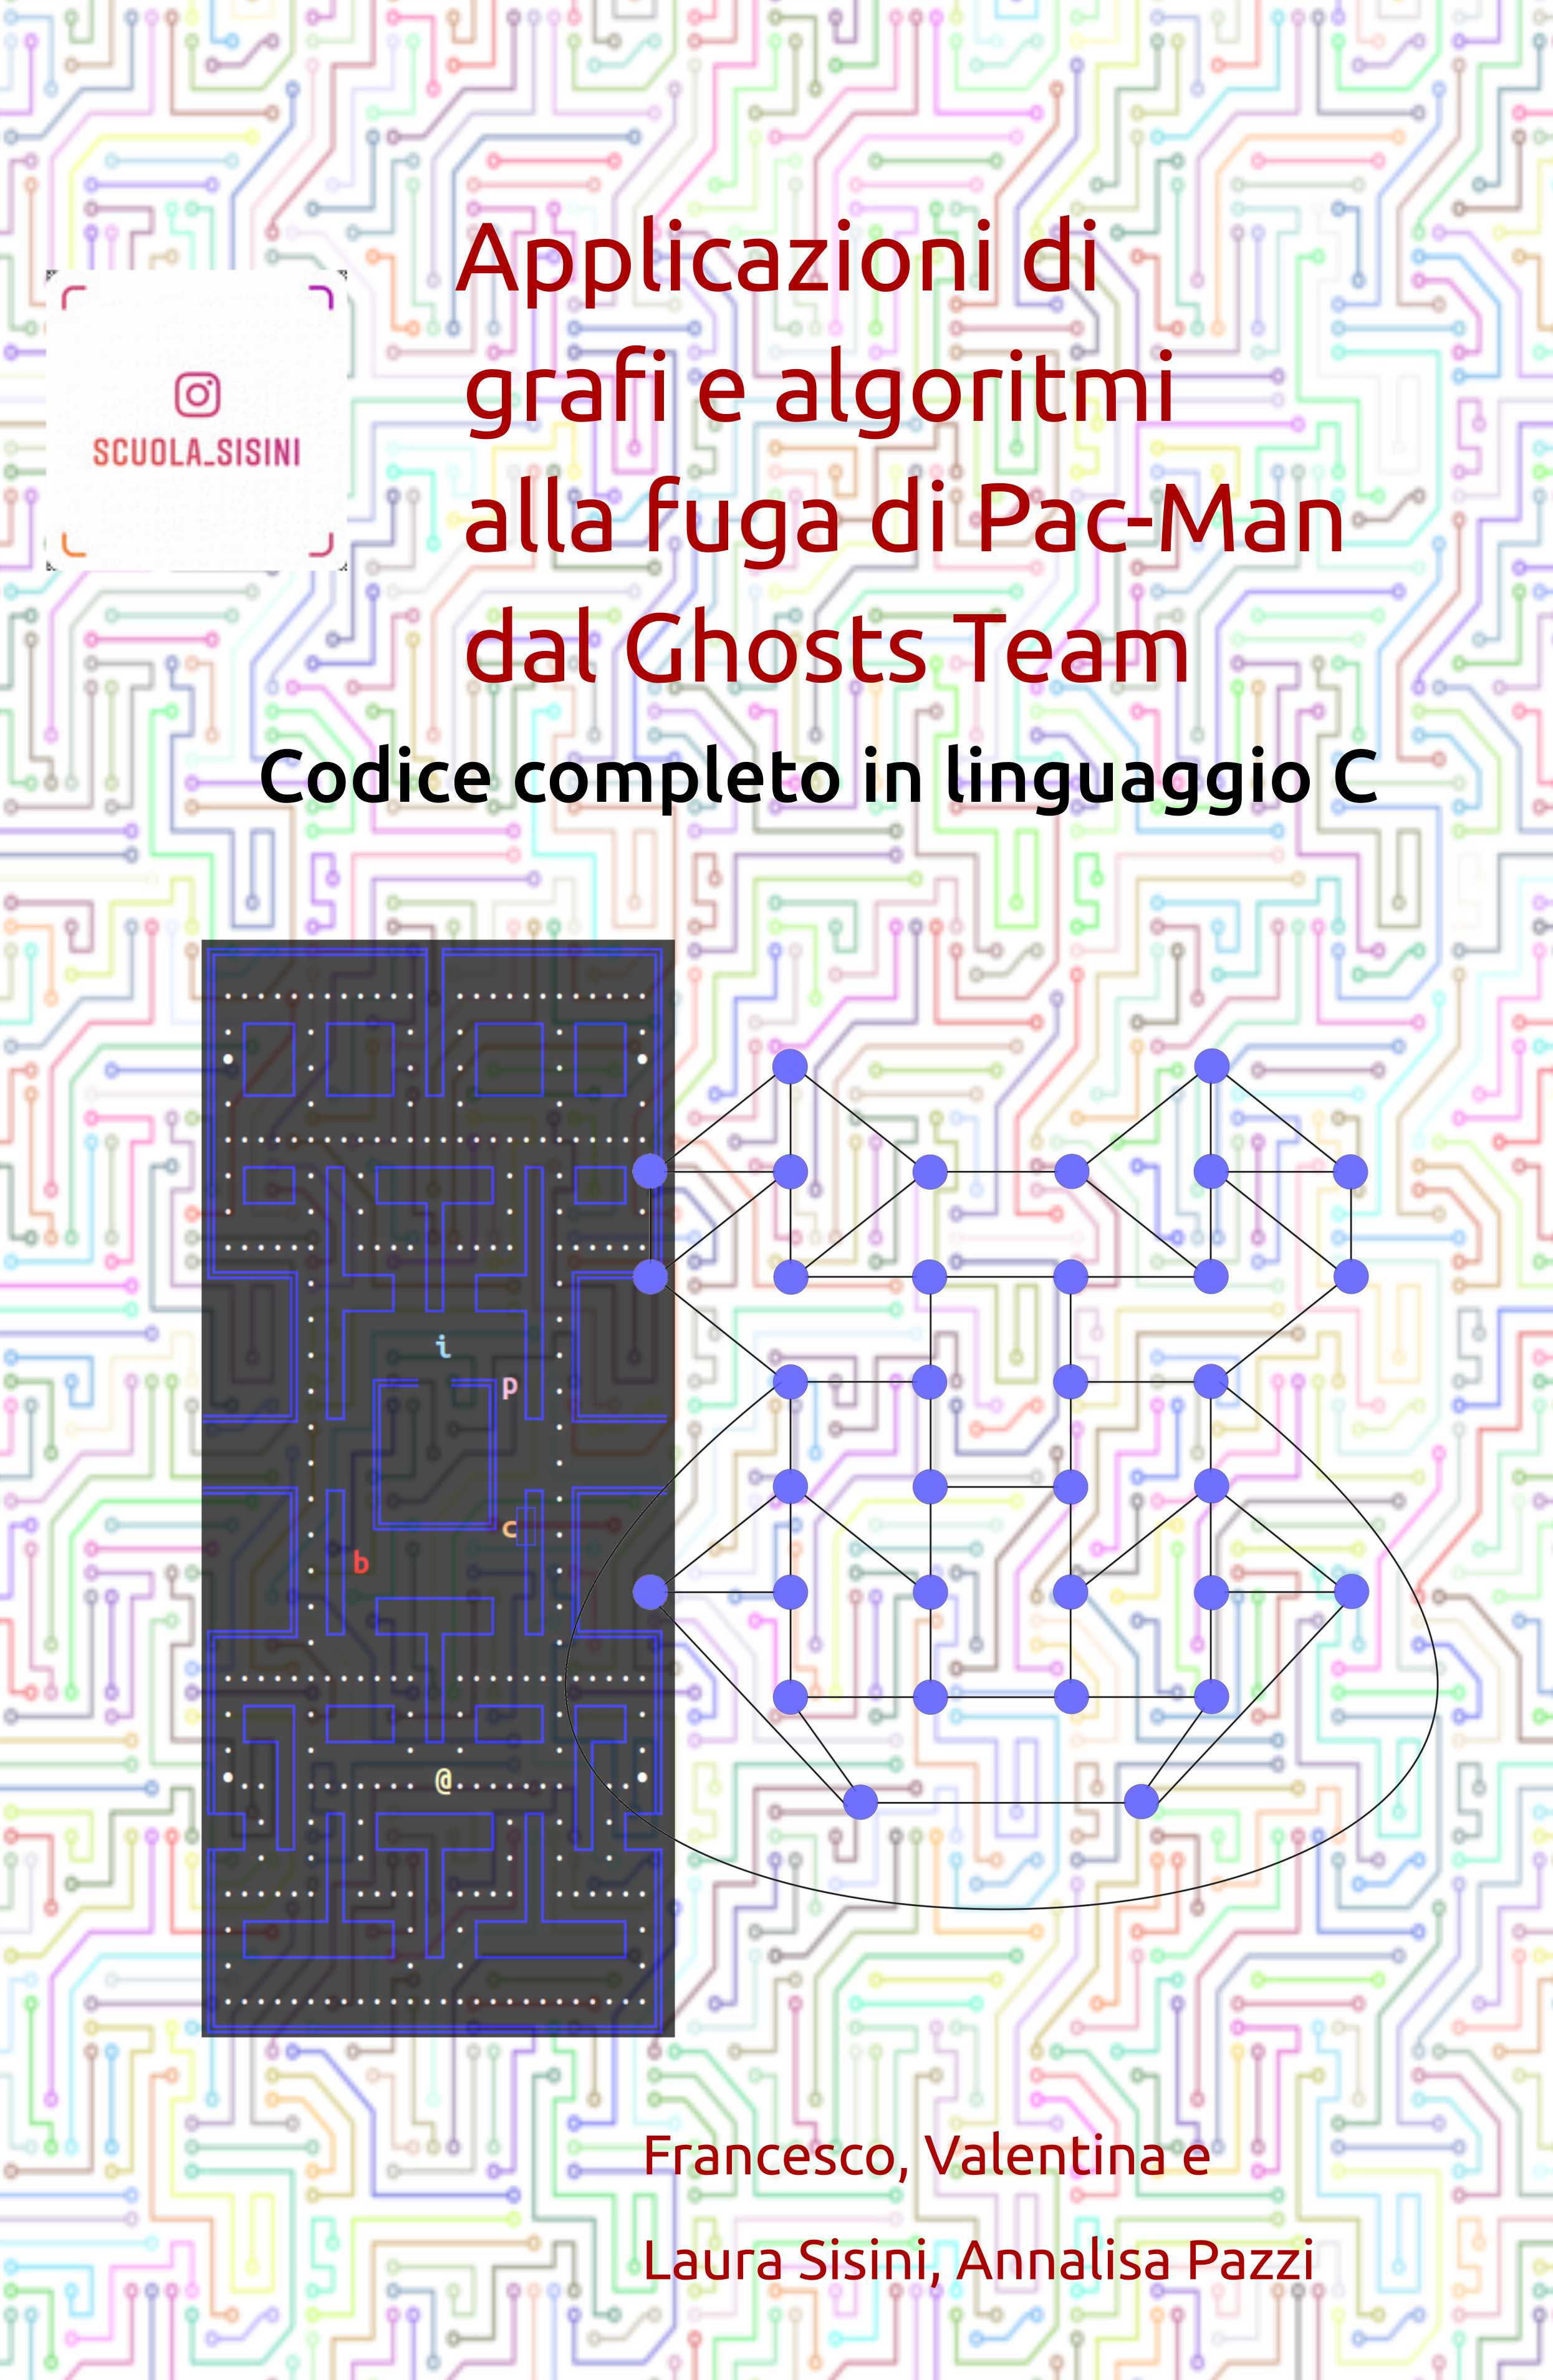 Applicazioni di
grafi e algoritmi
SCUOLA_SISINI
alla fuga di Pac-Man
dal Ghosts Team
Codice completo in linguaggio C
i
p
c
b
@
Francesco, Valentina e
Laura Sisini, Annalisa Pazzi